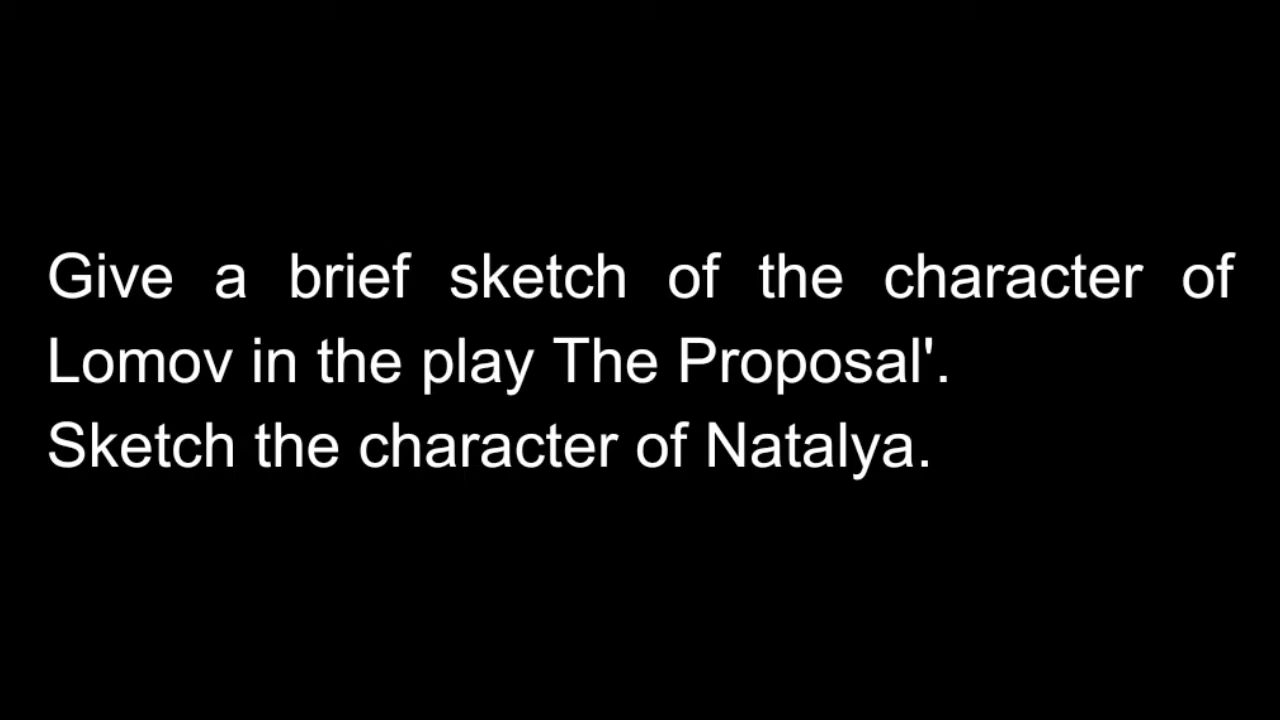 Give a brief sketch of the character of
Lomov in the play The Proposal'.
Sketch the character of Natalya.